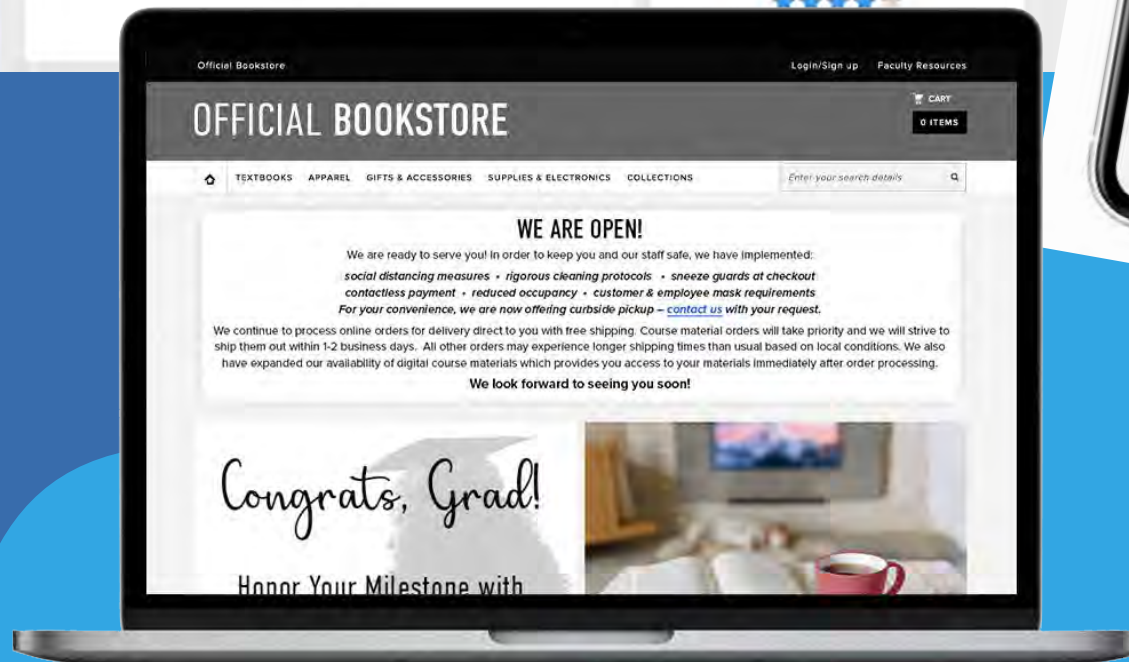 Official Bookstore
Login/Sign up Faculty Resources
OFFICIAL BOOKSTORE
CART
0 ITEMS
TEXTBOOKS APPAREL GIFTS & ACCESSORIES SUPPLIES & ELECTRONICS COLLECTIONS
Enter your search details
WE ARE OPEN!
We are ready to serve you! In order to keep you and our staff safe, we have implemented:
social distancing measures • rigorous cleaning protocols • sneeze guards at checkout
contactless payment • reduced occupancy • customer & employee mask requirements
For your convenience, we are now offering curbside pickup – contact us with your request.
We continue to process online orders for delivery direct to you with free shipping. Course material orders will take priority and we will strive to
ship them out within 1-2 business days. All other orders may experience longer shipping times than usual based on local conditions. We also
have expanded our availability of digital course materials which provides you access to your materials immediately after order processing.
We look forward to seeing you soon!
Congrats, Grad!
Honor Your Milestone with